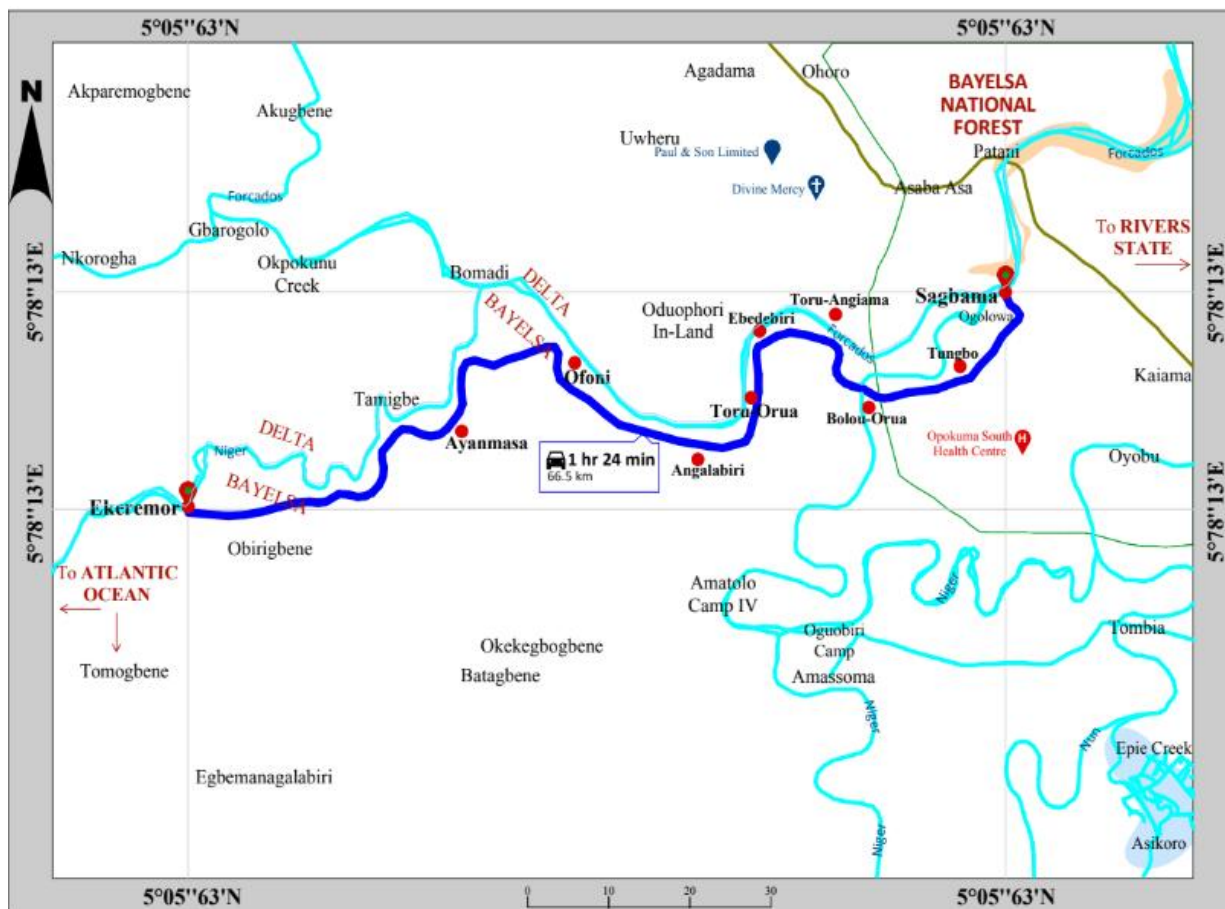 5°05''63'N
5°05''63'N
N
Akparemogbene
Akugbene
Agadama
Ohoro
BAYELSA
NATIONAL
FOREST
Uwheru
Paul & Son Limited
Patani
Forcados
Divine Mercy
Asaba Asa
Forcados
Gbarogolo
To RIVERS
STATE
Nkorogha
Okpokunu
Creek
Bomadi
DELTA
BAYELSA
5°78''13'E
5°78''13'E
Oduophori
In-Land
Toru-Angiama
Ebedebiri
Sagbama
Ogolowa
Forcados
Tungbo
Kaiama
Ofoni
Tamigbe
Toru-Orua
Bolou-Orua
DELTA
Niger
BAYELSA
Ayanmasa
1 hr 24 min
66.5 km
Angalabiri
Opokuma South
Health Centre
H
Oyobu
Ekeremor
5°78''13'E
5°78''13'E
Obirigbene
To ATLANTIC
OCEAN
Amatolo
Camp IV
Niger
Oguobiri
Camp
Tombia
Okekegbogbene
Tomogbene
Batagbene
Amassoma
Niger
Nun
Epie Creek
Egbemanagalabiri
Niger
Asikoro
5°05''63'N
0
10
20
30
5°05''63'N